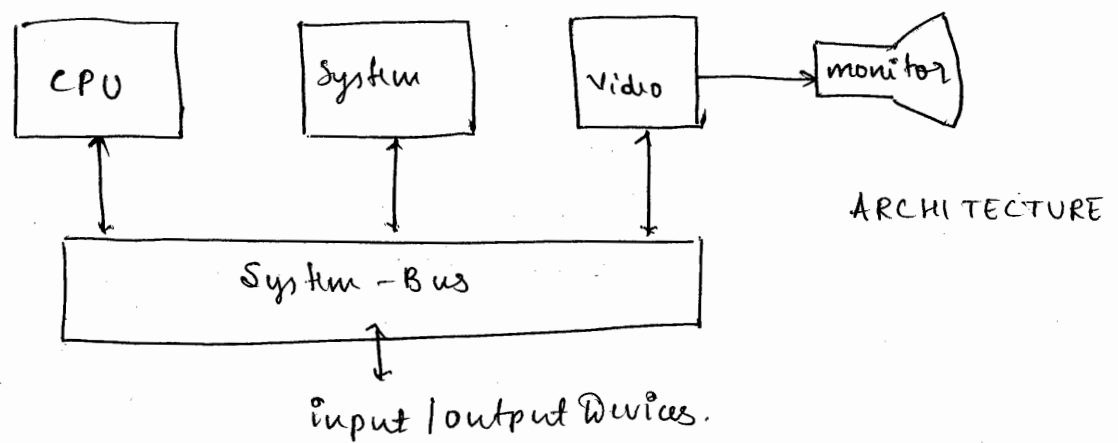 CPU
System
Video
monitor
ARCHITECTURE
System - Bus
input / output Devices.